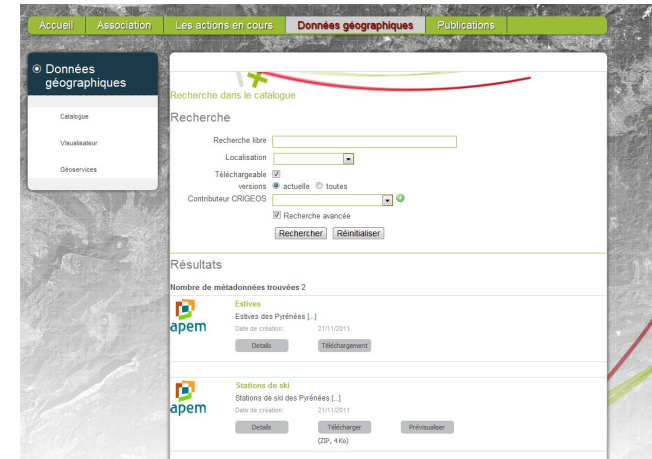 Accueil Association Les actions en cours Données géographiques Publications
Données
géographiques
Catalogue
Visualisateur
Géoservices
Recherche dans le catalogue
Recherche
Recherche libre
Localisation
Téléchargeable
versions actuelle toutes
Contributeur CRIGEOS
Recherche avancée
Rechercher Réinitialiser
Résultats
Nombre de métadonnées trouvées 2
apem
Estives
Estives des Pyrénées [...]
Date de création: 21/11/2011
Details Téléchargement
apem
Stations de ski
Stations de ski des Pyrénées [...]
Date de création: 21/11/2011
Details Télécharger Prévisualiser
(ZIP, 4 Ko)